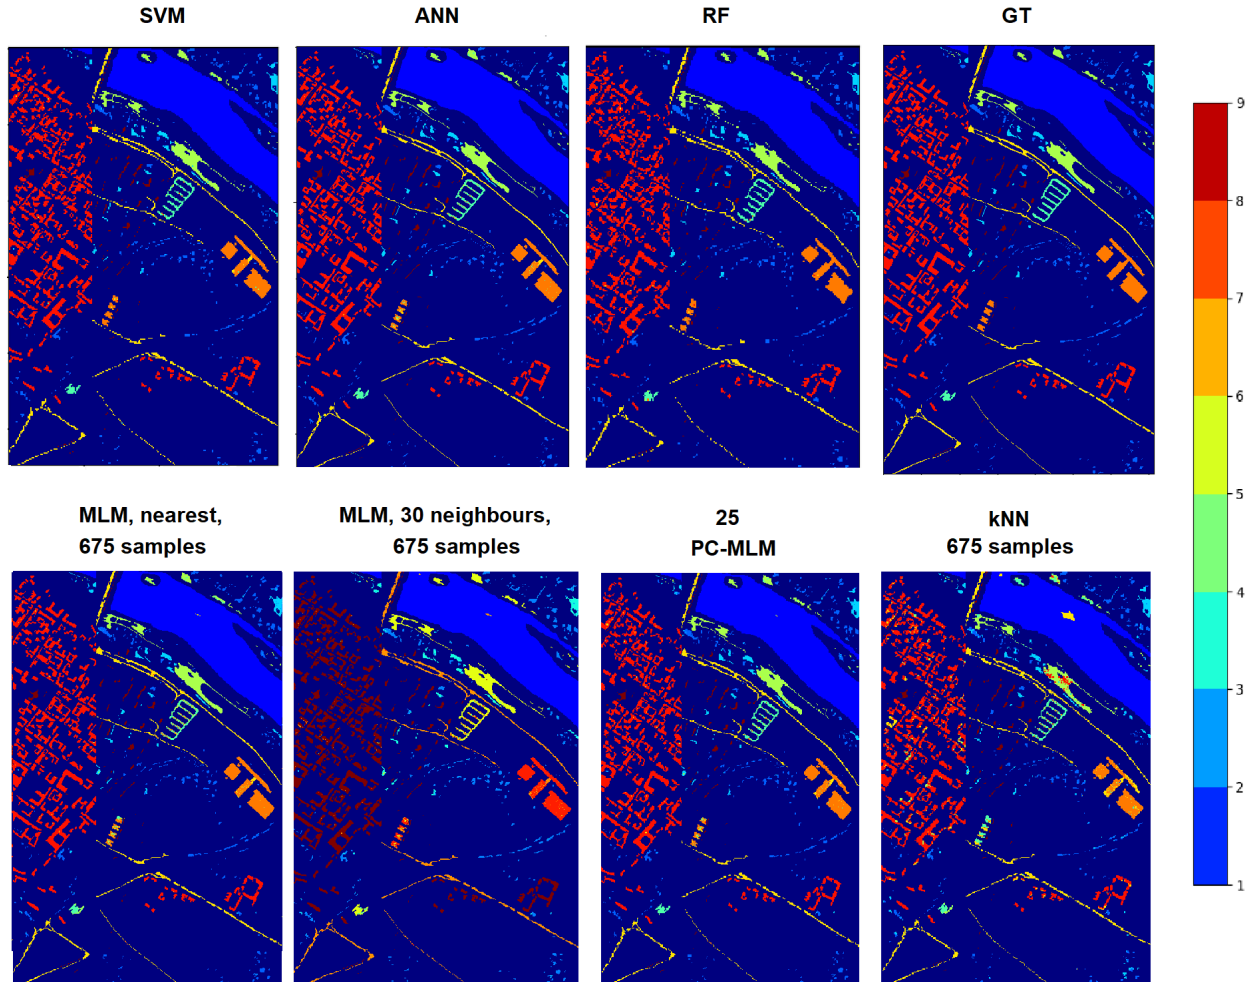 SVM
ANN
RF
GT
9
8
7
6
5
4
3
2
1
MLM, nearest,
675 samples
MLM, 30 neighbours,
675 samples
25
PC-MLM
kNN
675 samples